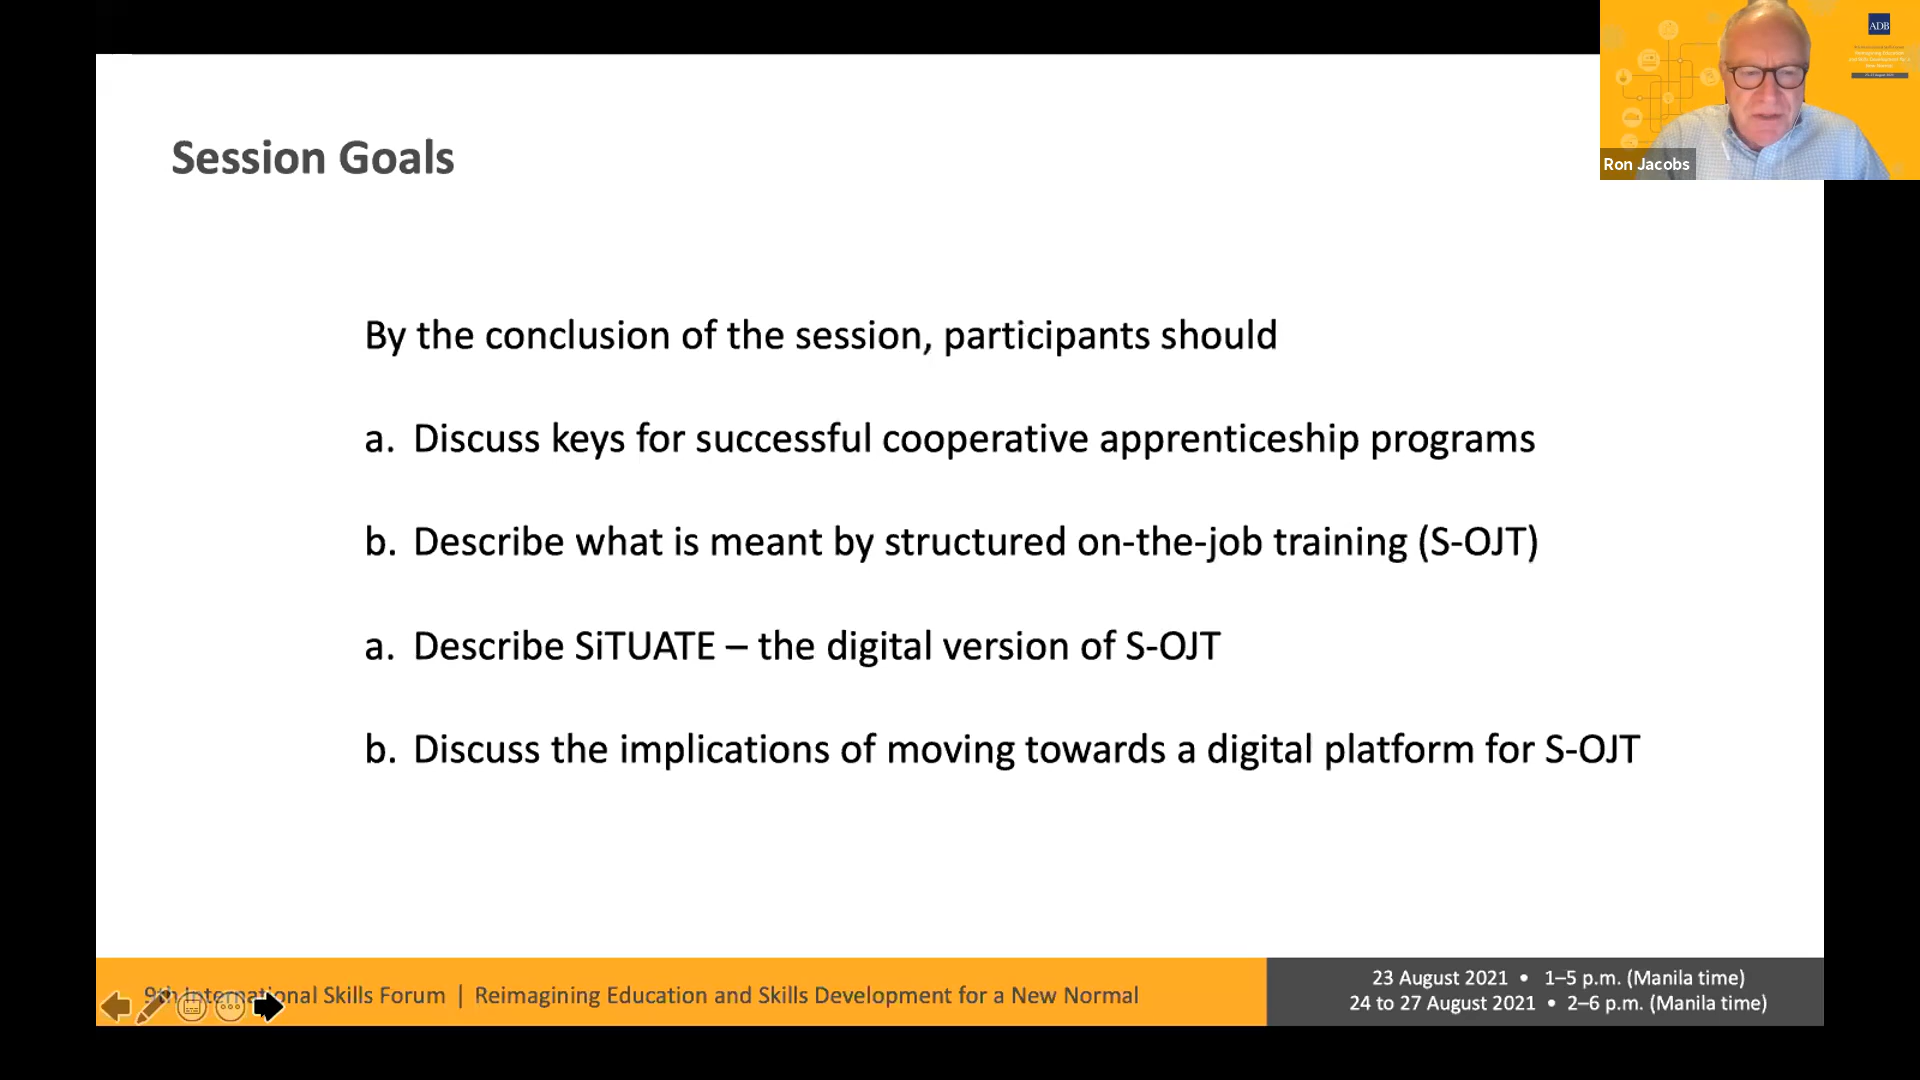 ADB
Ron Jacobs
Session Goals
By the conclusion of the session, participants should
a. Discuss keys for successful cooperative apprenticeship programs
b. Describe what is meant by structured on-the-job training (S-OJT)
a. Describe SiTUATE – the digital version of S-OJT
b. Discuss the implications of moving towards a digital platform for S-OJT
9th International Skills Forum | Reimagining Education and Skills Development for a New Normal
23 August 2021 • 1–5 p.m. (Manila time)
24 to 27 August 2021 • 2–6 p.m. (Manila time)